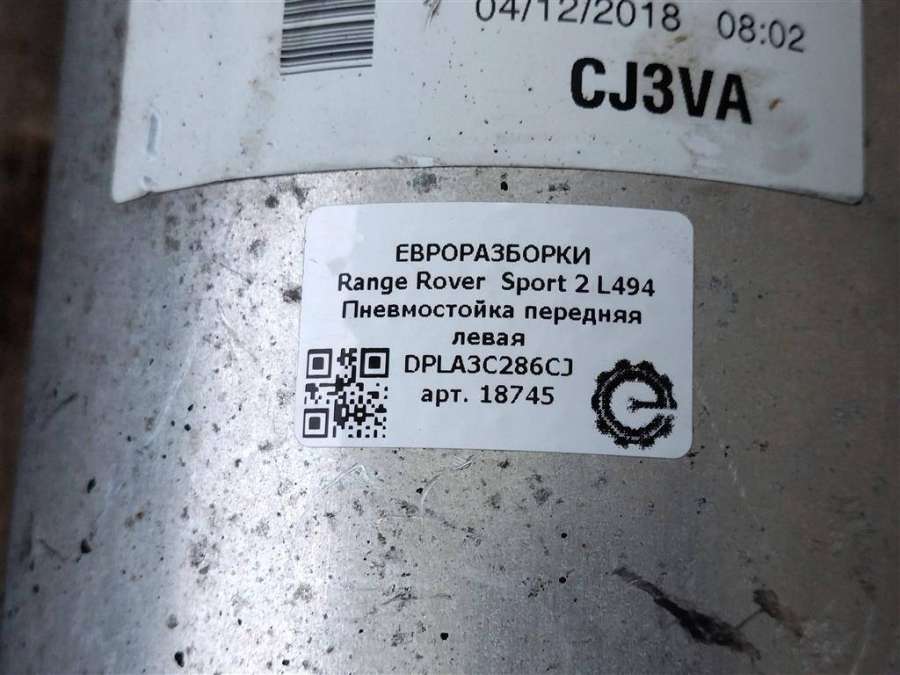 04/12/2018 08:02
CJ3VA
ЕВРОРАЗБОРКИ
Range Rover Sport 2 L494
Пневмостойка передняя
левая
DPLA3C286CJ
арт. 18745